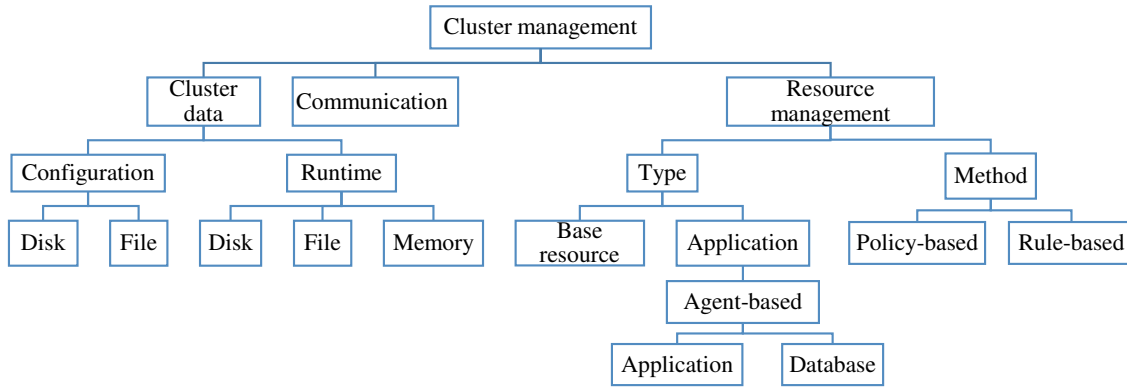 Cluster management
Cluster
data
Communication
Resource
management
Configuration
Runtime
Type
Method
Disk
File
Disk
File
Memory
Base
resource
Application
Policy-based
Rule-based
Agent-based
Application
Database